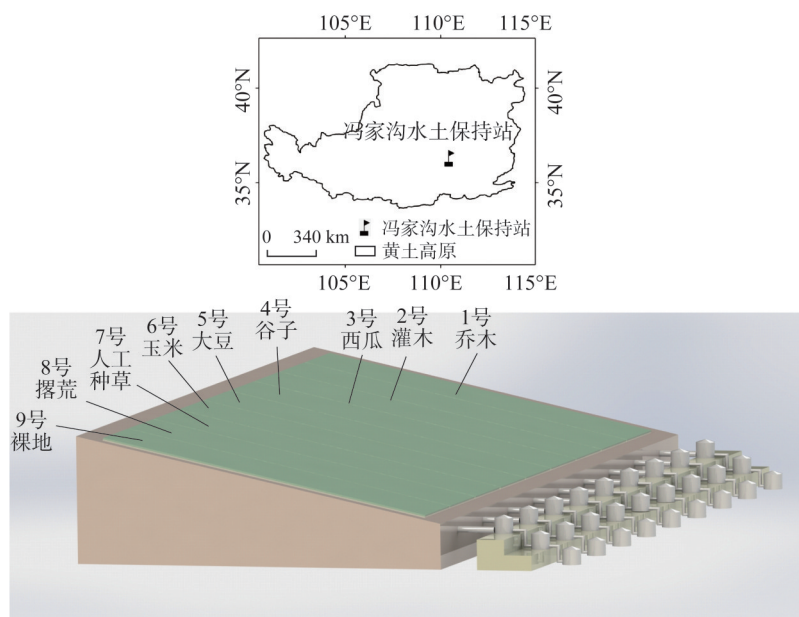 105°E 110°E 115°E
40°N 40°N
冯家沟水土保持站
35°N 35°N
冯家沟水土保持站
0 340 km
黄土高原
105°E 110°E 115°E
1号
乔木
2号
灌木
3号
西瓜
4号
谷子
5号
大豆
6号
玉米
7号
人工
种草
8号
撂荒
9号
裸地